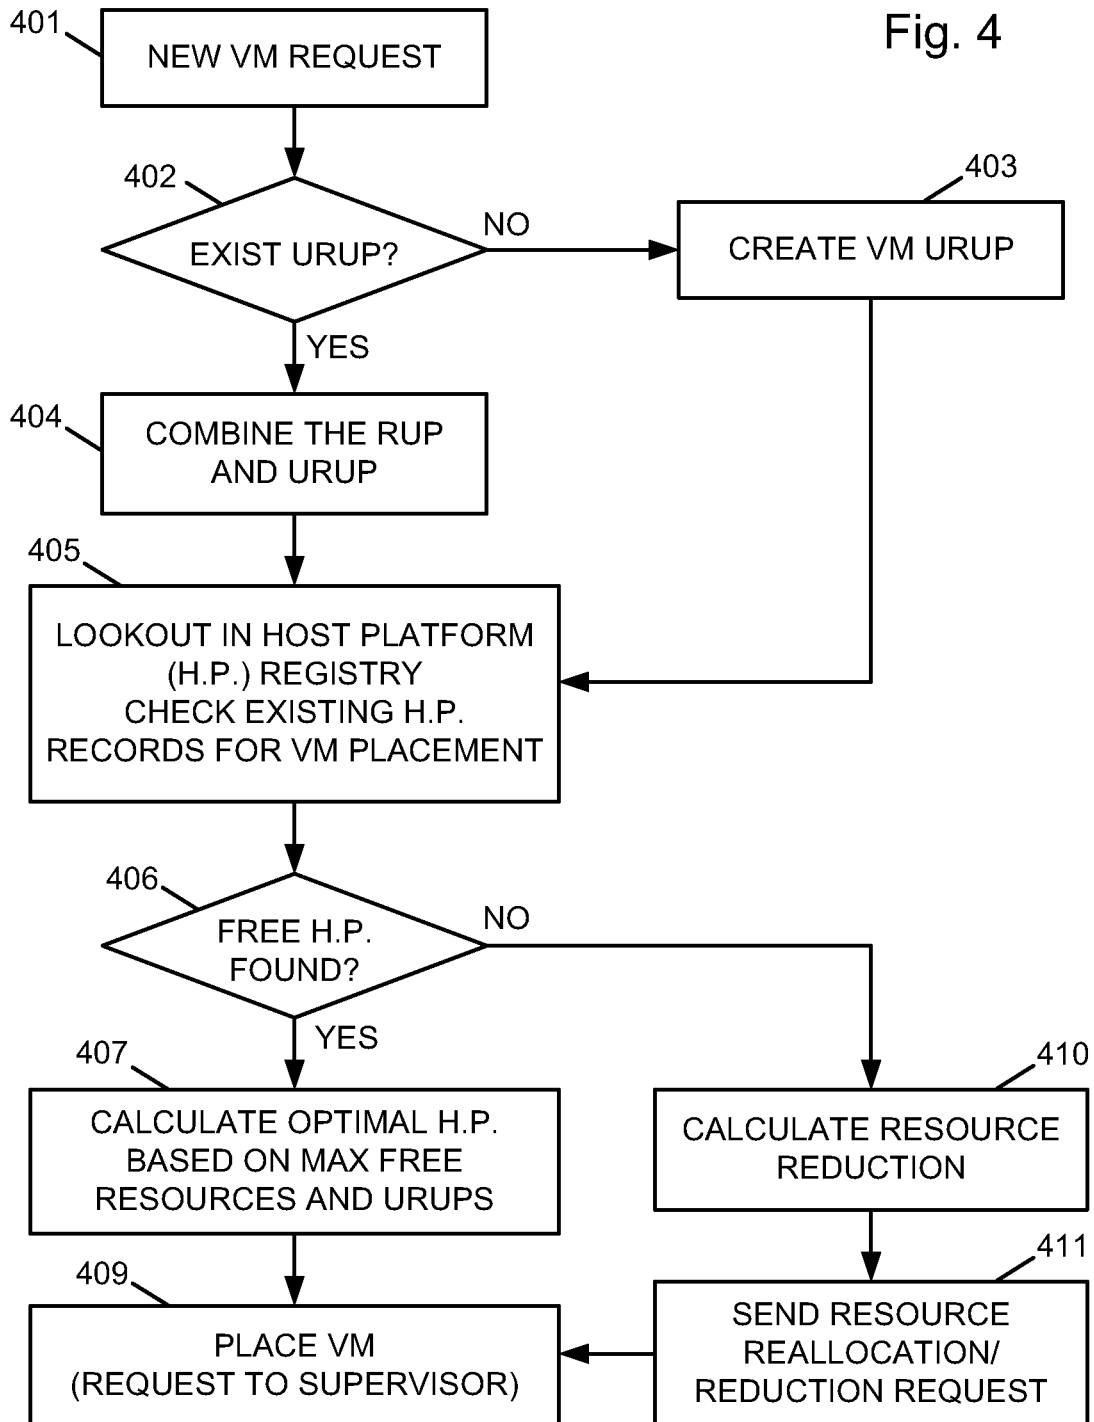 Fig. 4
401
NEW VM REQUEST
402
EXIST URUP?
NO
403
CREATE VM URUP
YES
404
COMBINE THE RUP
AND URUP
405
LOOKOUT IN HOST PLATFORM
(H.P.) REGISTRY
CHECK EXISTING H.P.
RECORDS FOR VM PLACEMENT
406
FREE H.P.
FOUND?
NO
YES
407
CALCULATE OPTIMAL H.P.
BASED ON MAX FREE
RESOURCES AND URUPS
410
CALCULATE RESOURCE
REDUCTION
409
PLACE VM
(REQUEST TO SUPERVISOR)
411
SEND RESOURCE
REALLOCATION/
REDUCTION REQUEST